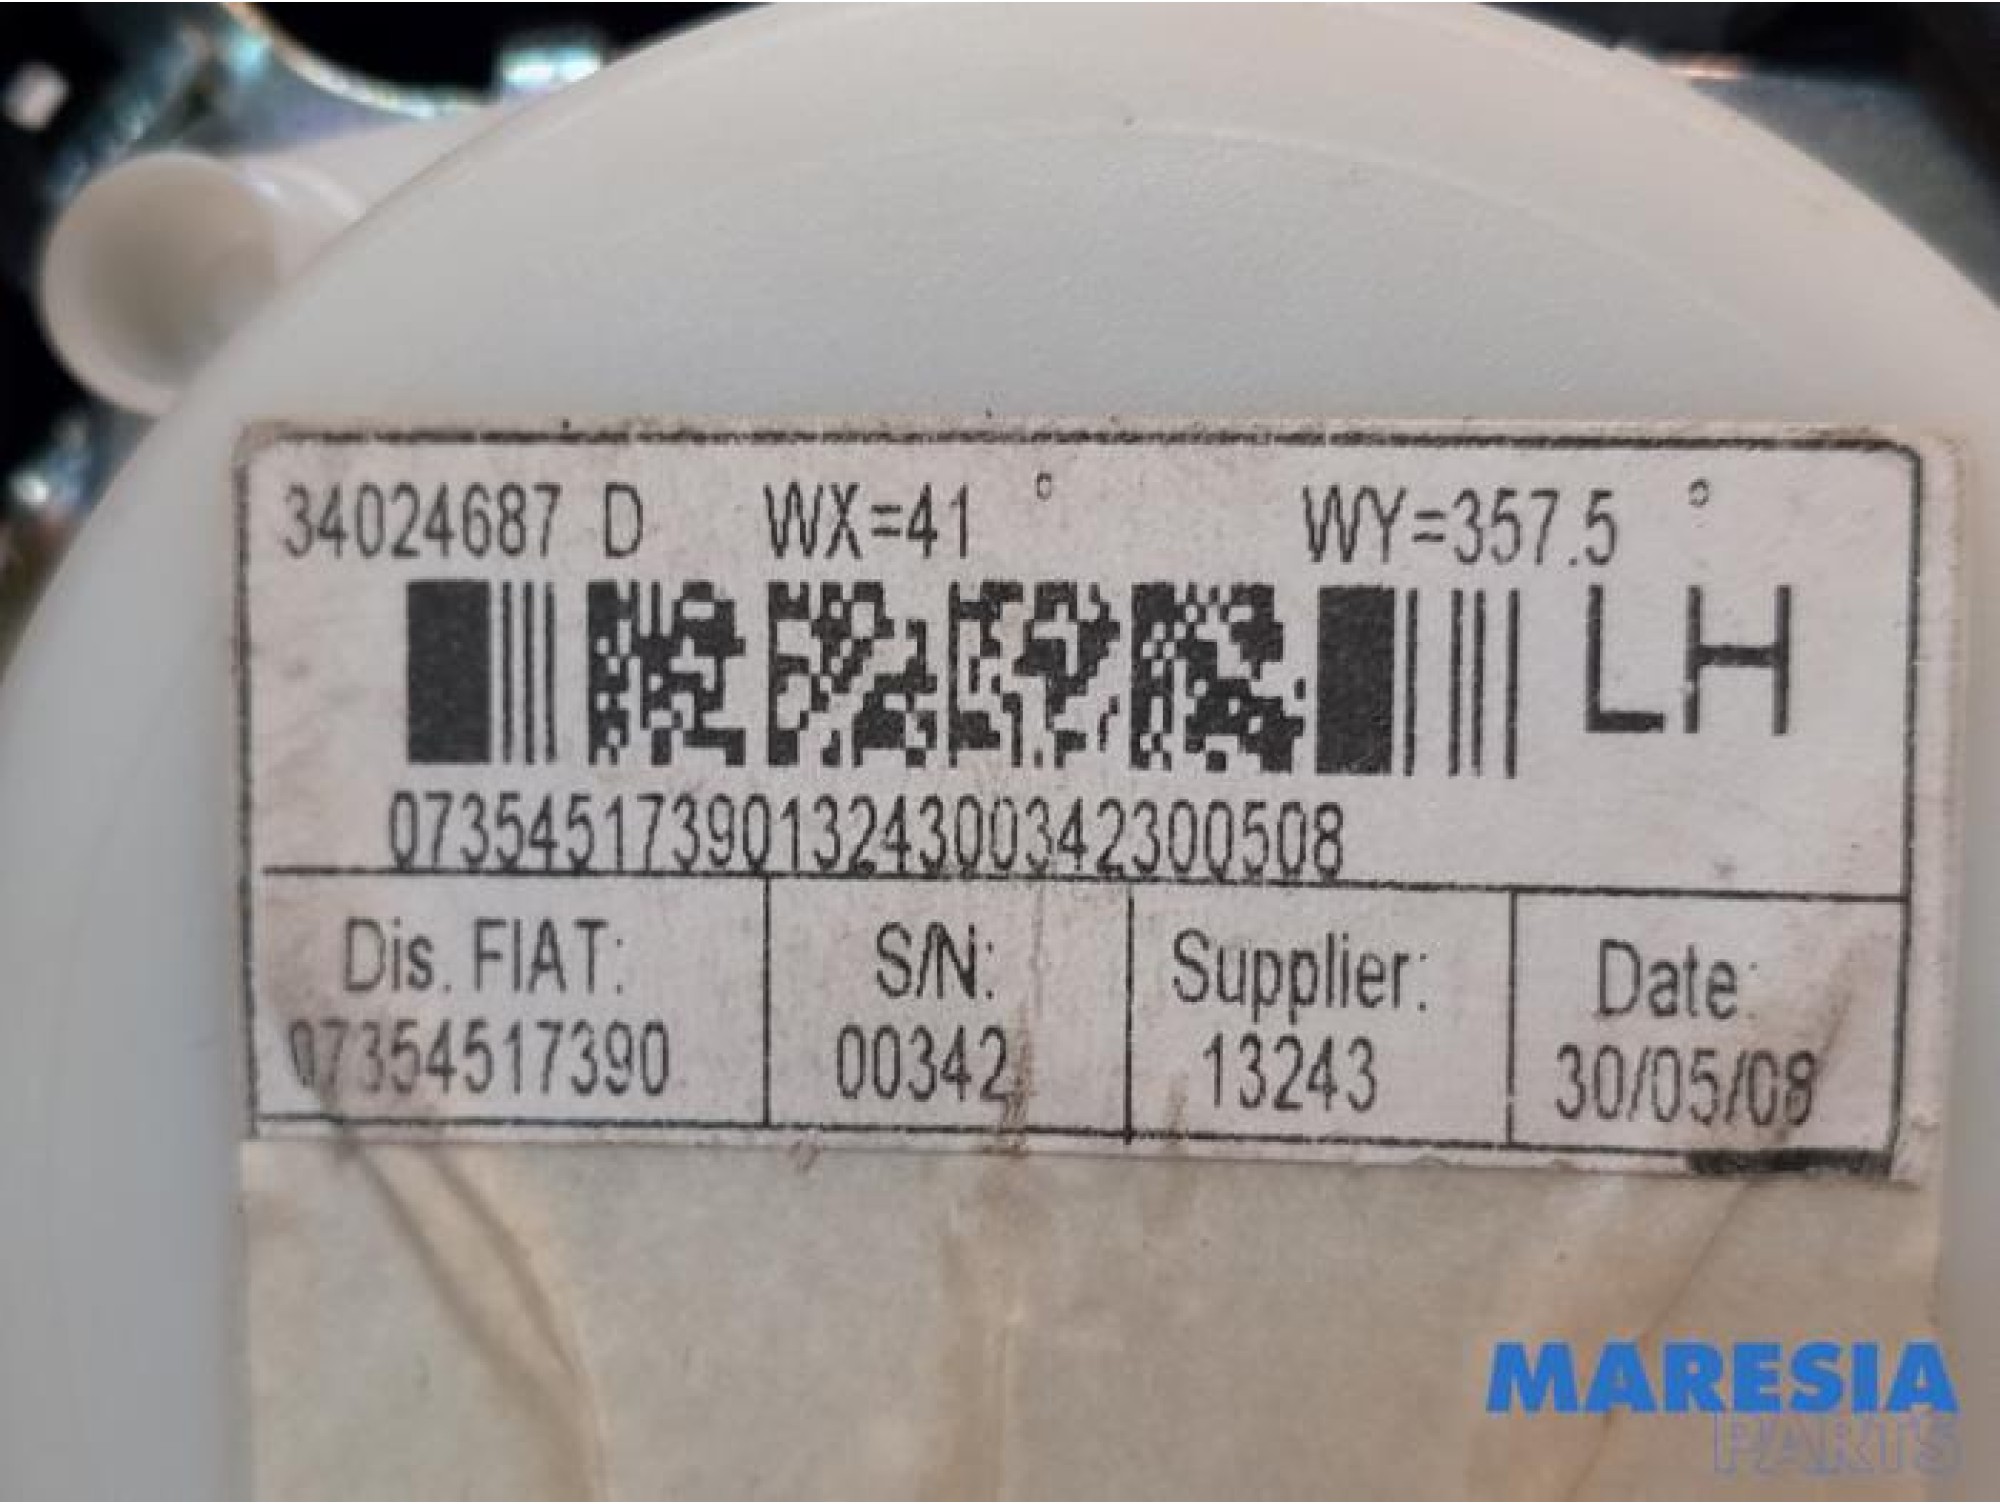 34024687 D WX=41 ° WY=357.5 °
LH
073545173901324300342300508
Dis. FIAT: S/N: Supplier: Date:
07354517390 00342 13243 30/05/08
MARESIA
PARTS